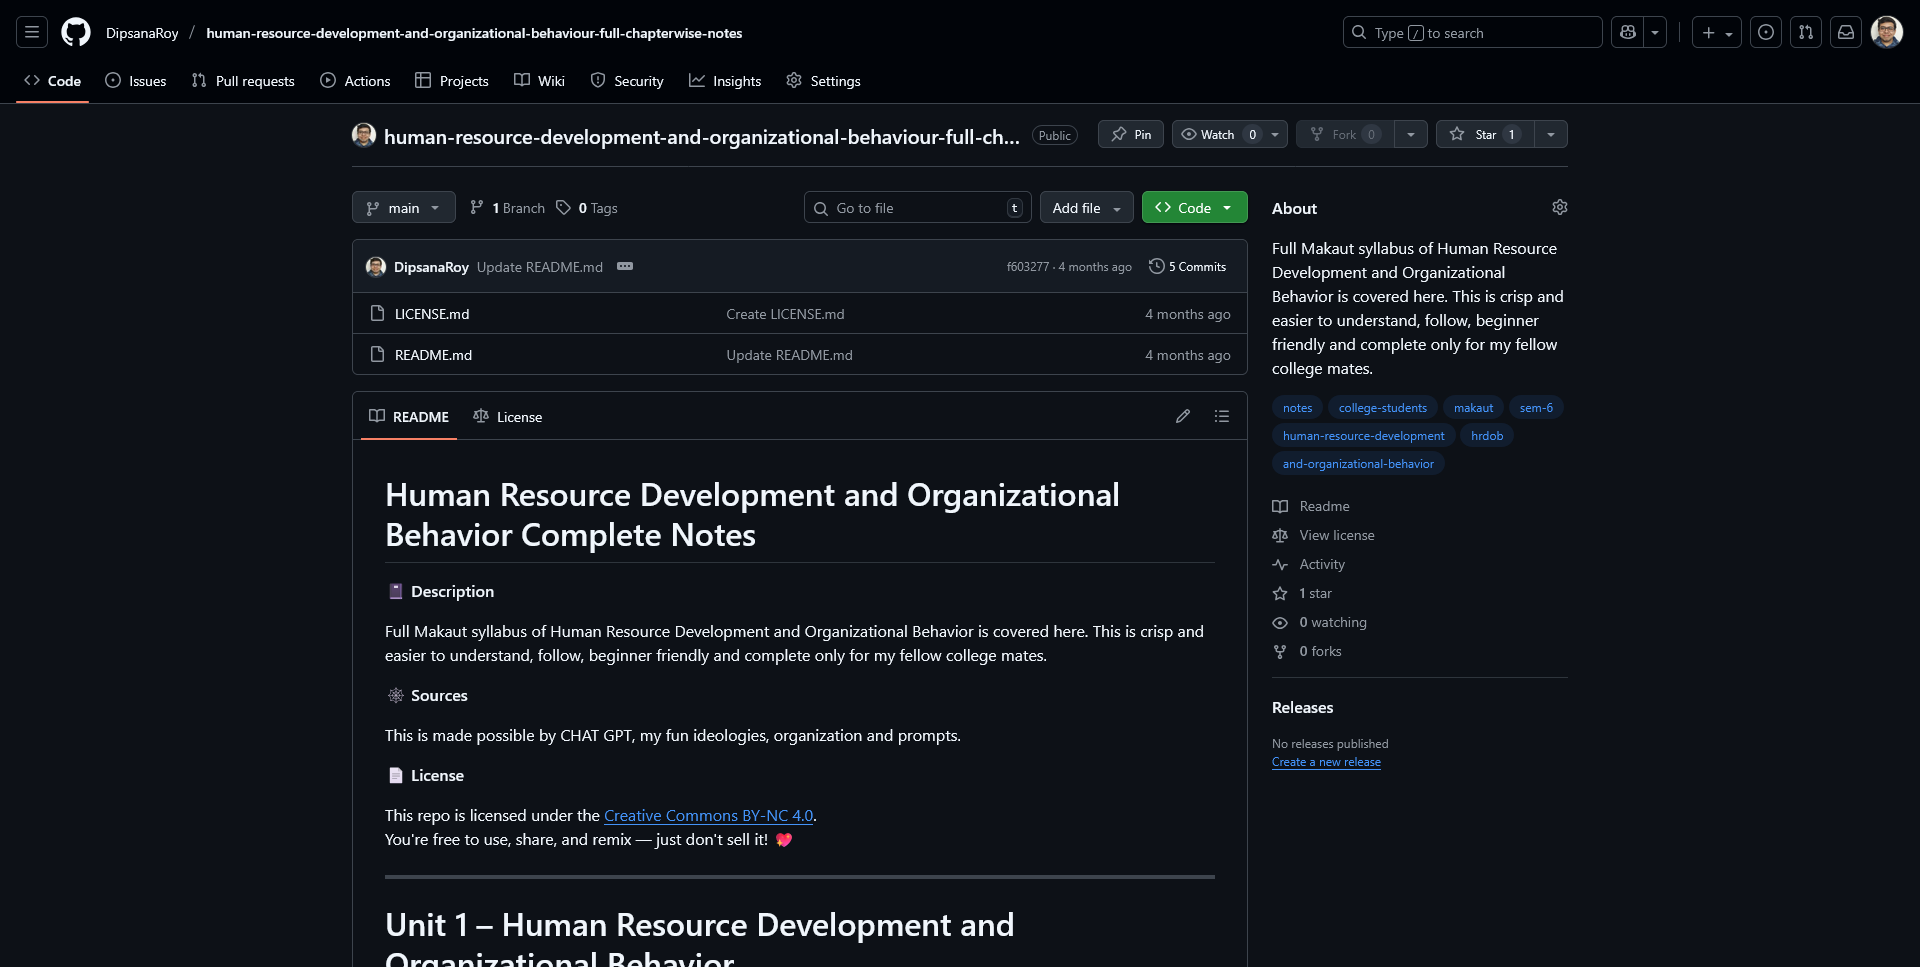 DipsanaRoy / human-resource-development-and-organizational-behaviour-full-chapterwise-notes
Type / to search
Code Issues Pull requests Actions Projects Wiki Security Insights Settings
human-resource-development-and-organizational-behaviour-full-ch... Public
Pin Watch 0 Fork 0 Star 1
main 1 Branch 0 Tags
Go to file t Add file Code
DipsanaRoy Update README.md f603277 · 4 months ago 5 Commits
LICENSE.md Create LICENSE.md 4 months ago
README.md Update README.md 4 months ago
README License
Human Resource Development and Organizational
Behavior Complete Notes
Description
Full Makaut syllabus of Human Resource Development and Organizational Behavior is covered here. This is crisp and
easier to understand, follow, beginner friendly and complete only for my fellow college mates.
Sources
This is made possible by CHAT GPT, my fun ideologies, organization and prompts.
License
This repo is licensed under the Creative Commons BY-NC 4.0.
You're free to use, share, and remix — just don't sell it! 💖
Unit 1 – Human Resource Development and
Organizational Behavior
About
Full Makaut syllabus of Human Resource
Development and Organizational
Behavior is covered here. This is crisp and
easier to understand, follow, beginner
friendly and complete only for my fellow
college mates.
notes college-students makaut sem-6
human-resource-development hrdob
and-organizational-behavior
Readme
View license
Activity
1 star
0 watching
0 forks
Releases
No releases published
Create a new release